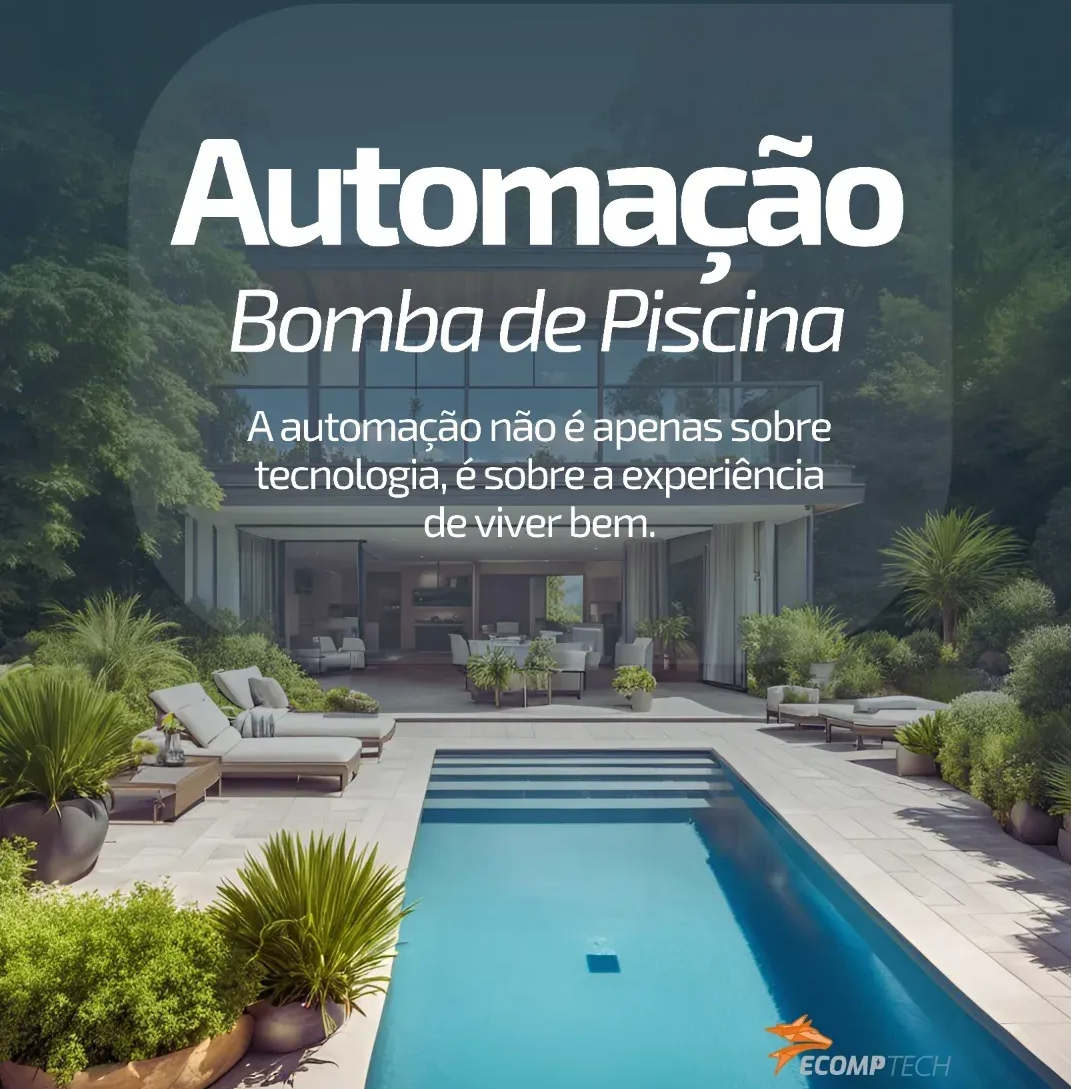 Automação
Bomba de Piscina
A automação não é apenas sobre
tecnologia, é sobre a experiência
de viver bem.
ECOMPTECH